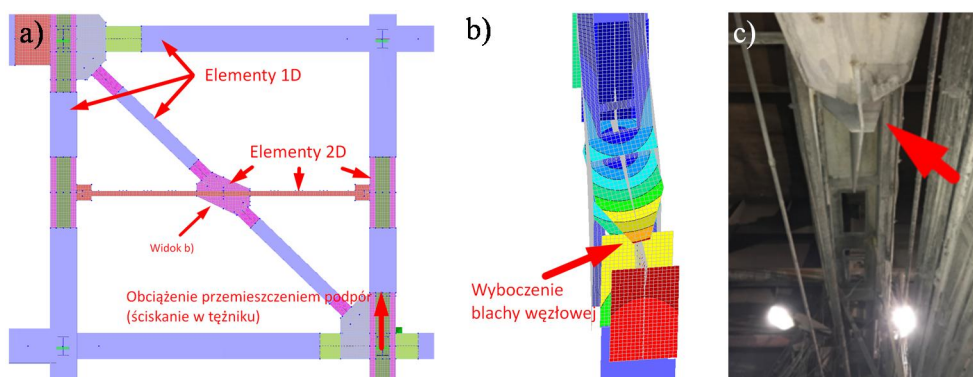 a)
Elementy 1D
Elementy 2D
Widok b)
Obciążenie przemieszczeniem podpór
(ściskanie w tężniku)
b)
Wyboczenie
blachy węzłowej
c)